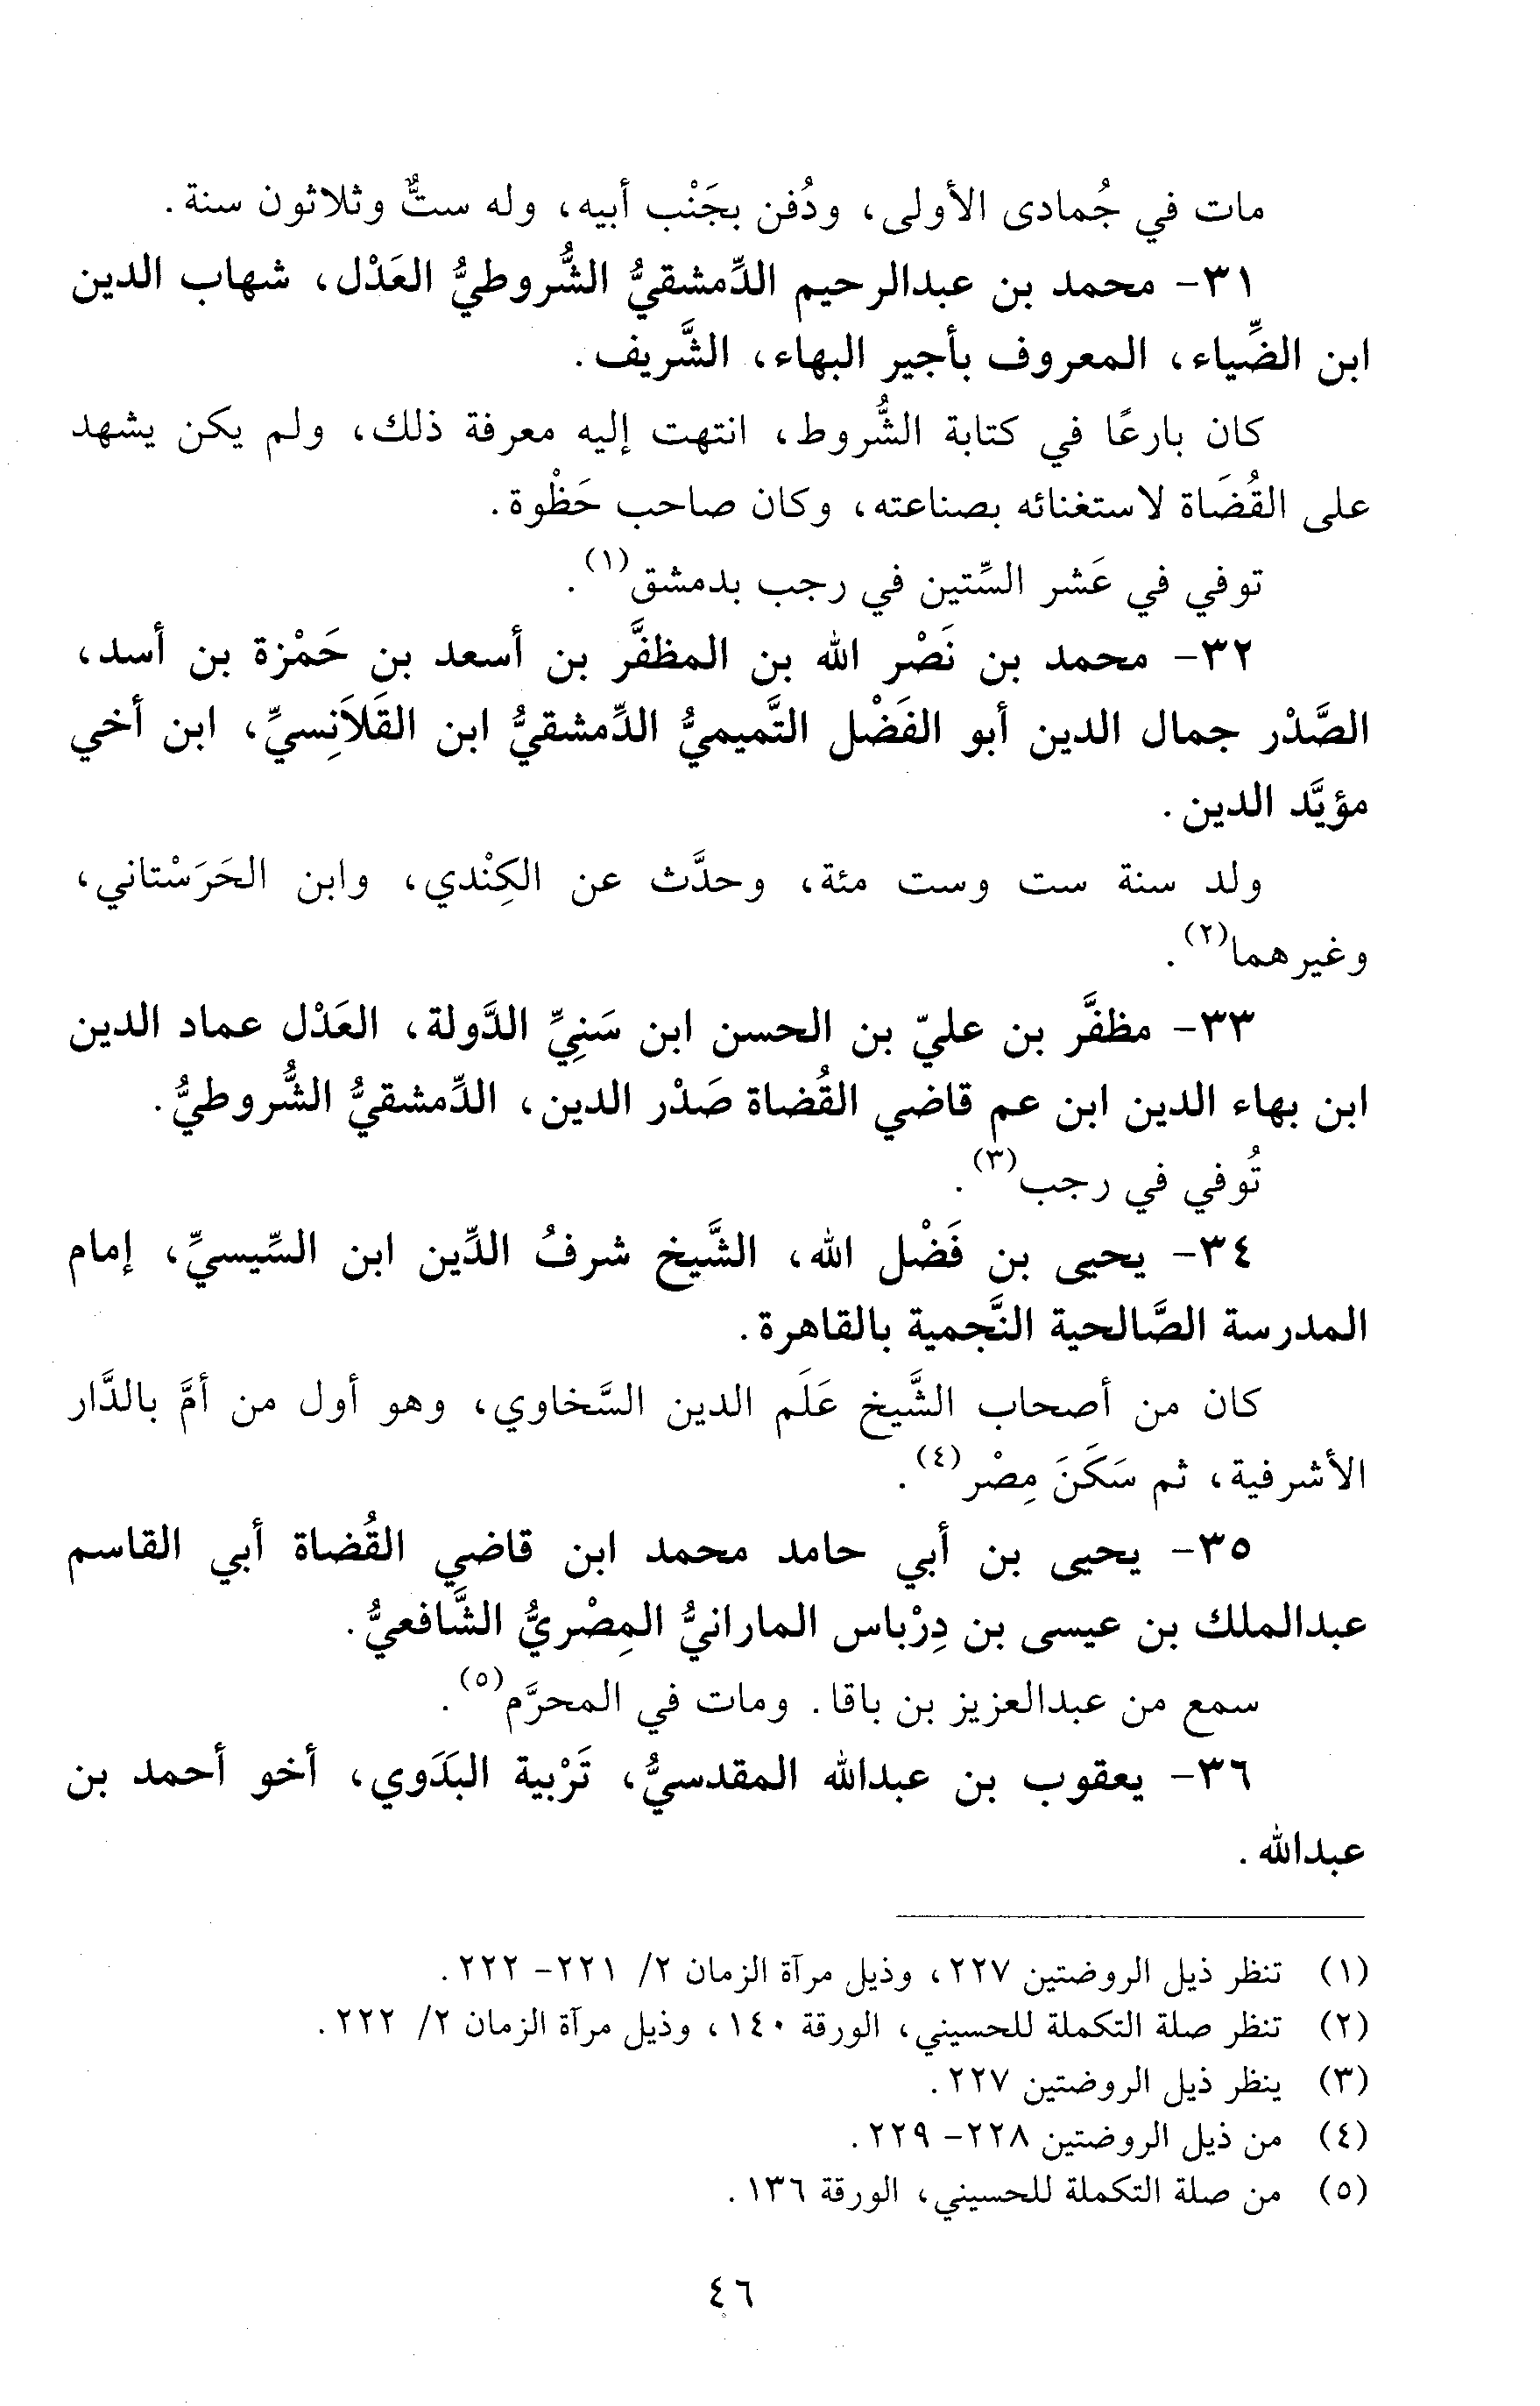 مات في جُمادى الأولى، ودُفن بجَنْب أبيه، وله ستٌّ وثلاثون سنة.
٣١- محمد بن عبدالرحيم الدِّمشقيُّ الشُّروطيُّ العَدْل، شهاب الدين
ابن الضِّياء، المعروف بأجير البهاء، الشَّريف.
كان بارعًا في كتابة الشُّروط، انتهت إليه معرفة ذلك، ولم يكن يشهد
على القُضَاة لاستغنائه بصناعته، وكان صاحب حَظْوة.
توفي في عَشر السِّتين في رجب بدمشق(١).
٣٢- محمد بن نَصْر الله بن المظفَّر بن أسعد بن حَمْزة بن أسد،
الصَّدْر جمال الدين أبو الفَضْل التَّميميُّ الدِّمشقيُّ ابن القَلاَنِسيِّ، ابن أخي
مؤيَّد الدين.
ولد سنة ست وست مئة، وحدَّث عن الكِنْدي، وابن الحَرَسْتاني،
وغيرهما(٢).
٣٣- مظفَّر بن عليّ بن الحسن ابن سَنِيِّ الدَّولة، العَدْل عماد الدين
ابن بهاء الدين ابن عم قاضي القُضاة صَدْر الدين، الدِّمشقيُّ الشُّروطيُّ.
تُوفي في رجب(٣).
٣٤- يحيى بن فَضْل الله، الشَّيخ شرفُ الدِّين ابن السِّيسيِّ، إمام
المدرسة الصَّالحية النَّجمية بالقاهرة.
كان من أصحاب الشَّيخ عَلَم الدين السَّخاوي، وهو أول من أمَّ بالدَّار
الأشرفية، ثم سَكَنَ مِصْر(٤).
٣٥- يحيى بن أبي حامد محمد ابن قاضي القُضاة أبي القاسم
عبدالملك بن عيسى بن دِرْباس المارانيُّ المِصْريُّ الشَّافعيُّ.
سمع من عبدالعزيز بن باقا. ومات في المحرَّم(٥).
٣٦- يعقوب بن عبدالله المقدسيُّ، تَرْبية البَدَوي، أخو أحمد بن
عبدالله.
(١) تنظر ذيل الروضتين ٢٢٧، وذيل مرآة الزمان ٢/ ٢٢١- ٢٢٢.
(٢) تنظر صلة التكملة للحسيني، الورقة ١٤٠، وذيل مرآة الزمان ٢/ ٢٢٢.
(٣) ينظر ذيل الروضتين ٢٢٧.
(٤) من ذيل الروضتين ٢٢٨- ٢٢٩.
(٥) من صلة التكملة للحسيني، الورقة ١٣٦.
٤٦